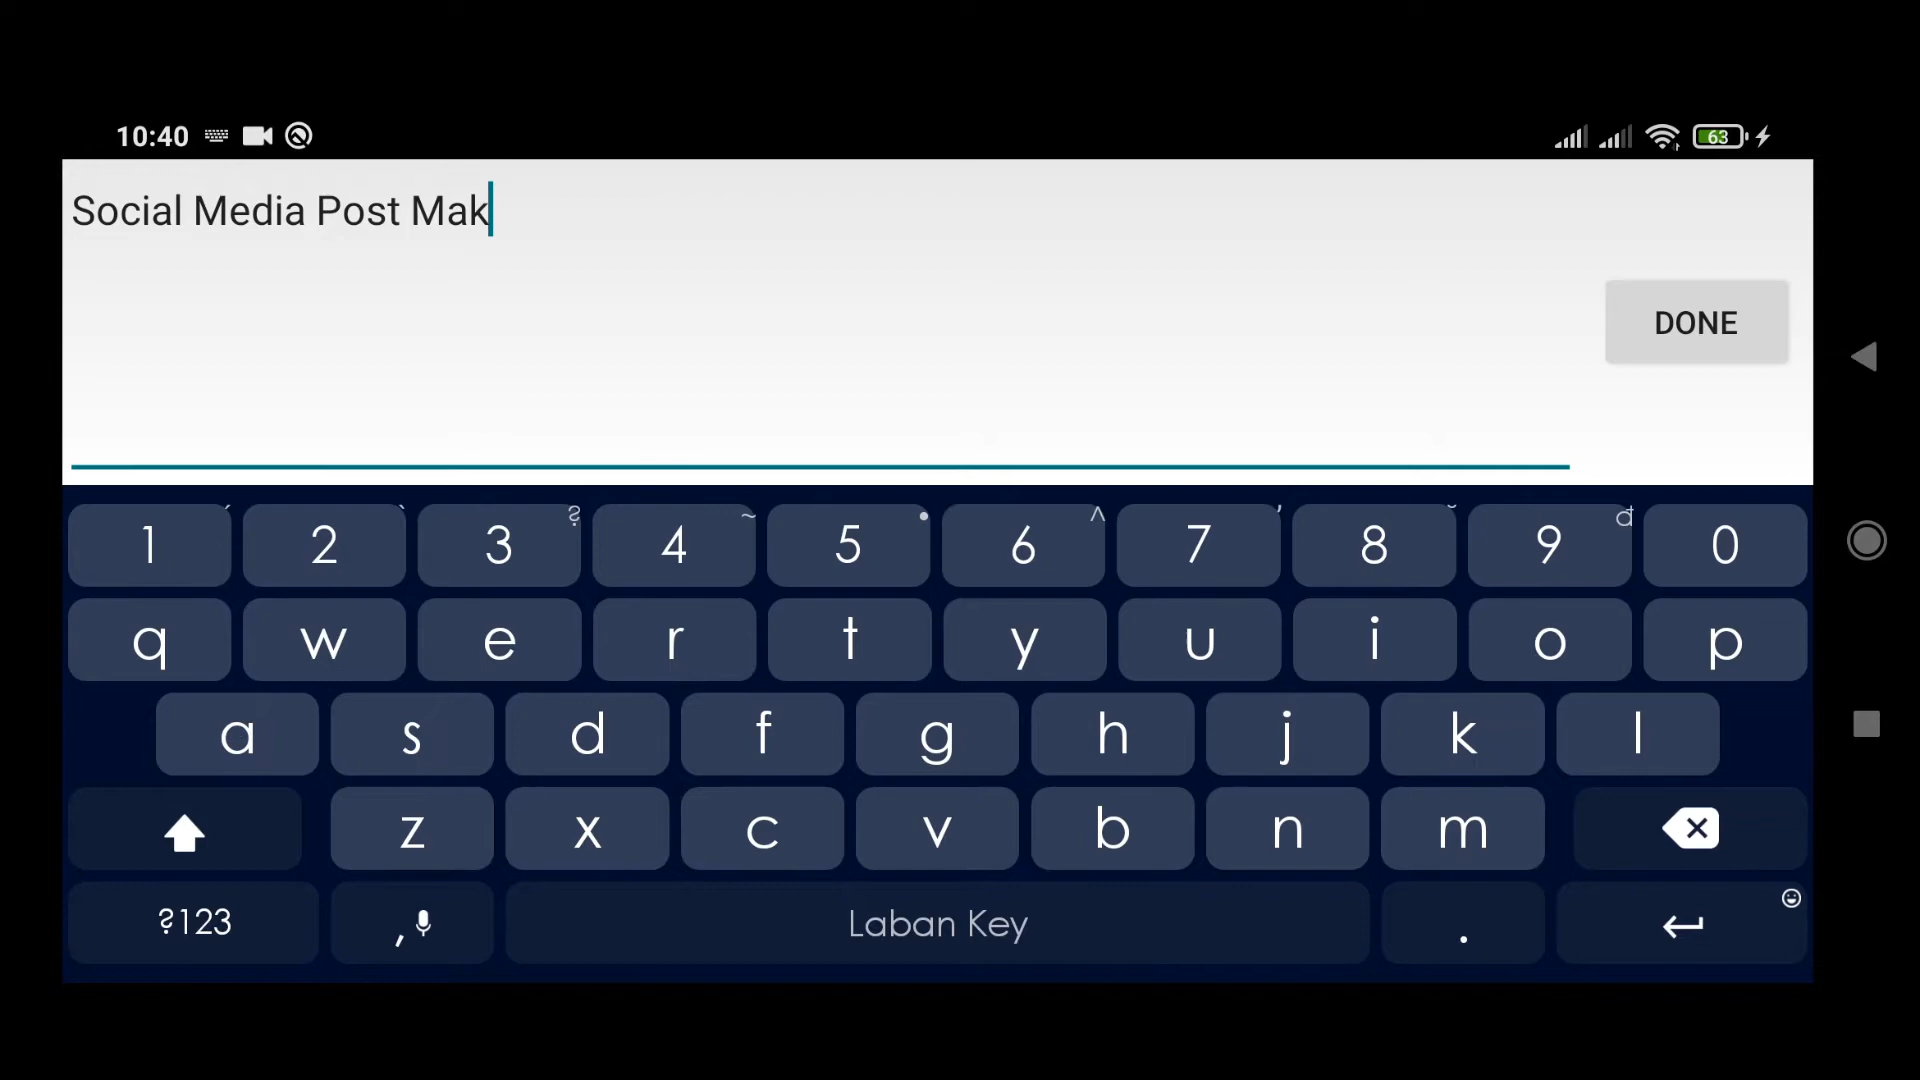 10:40
63
Social Media Post Mak
DONE
1 2 3 ? 4 ~ 5 • 6 ^ 7 8 9 đ 0
q w e r t y u i o p
a s d f g h j k l
z x c v b n m
?123 , Laban Key .